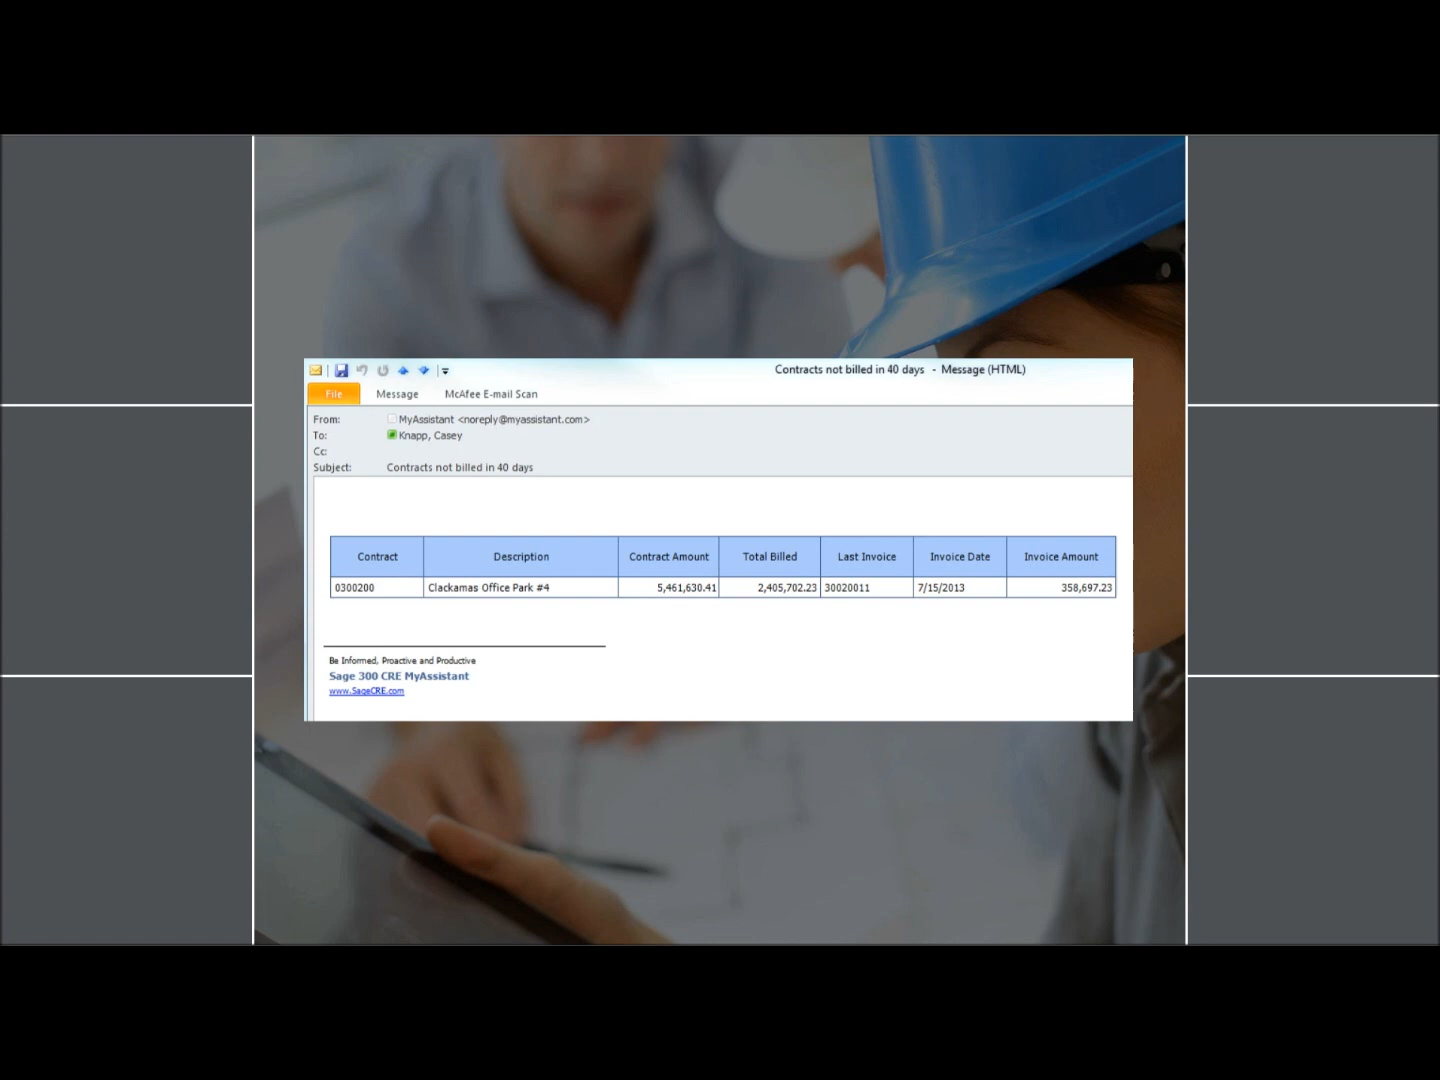 Contracts not billed in 40 days - Message (HTML)
File Message McAfee E-mail Scan
From: MyAssistant <noreply@myassistant.com>
To: Knapp, Casey
Cc:
Subject: Contracts not billed in 40 days
Contract Description Contract Amount Total Billed Last Invoice Invoice Date Invoice Amount
0300200 Clackamas Office Park #4 5,461,630.41 2,405,702.23 30020011 7/15/2013 358,697.23
Be Informed, Proactive and Productive
Sage 300 CRE MyAssistant
www.SageCRE.com